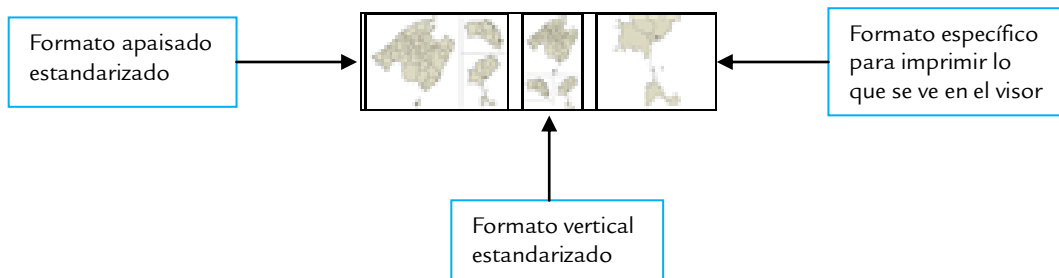 Formato apaisado
estandarizado
Formato específico
para imprimir lo
que se ve en el visor
Formato vertical
estandarizado